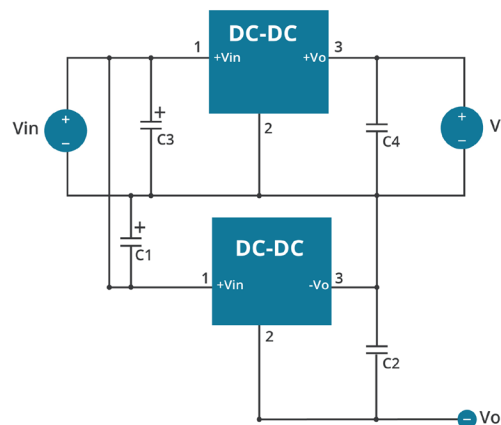 DC-DC
1 +Vin +Vo 3
Vin + − + C3 2 + C4 + − V
+ C1
DC-DC
1 +Vin -Vo 3
2
C2
− Vo